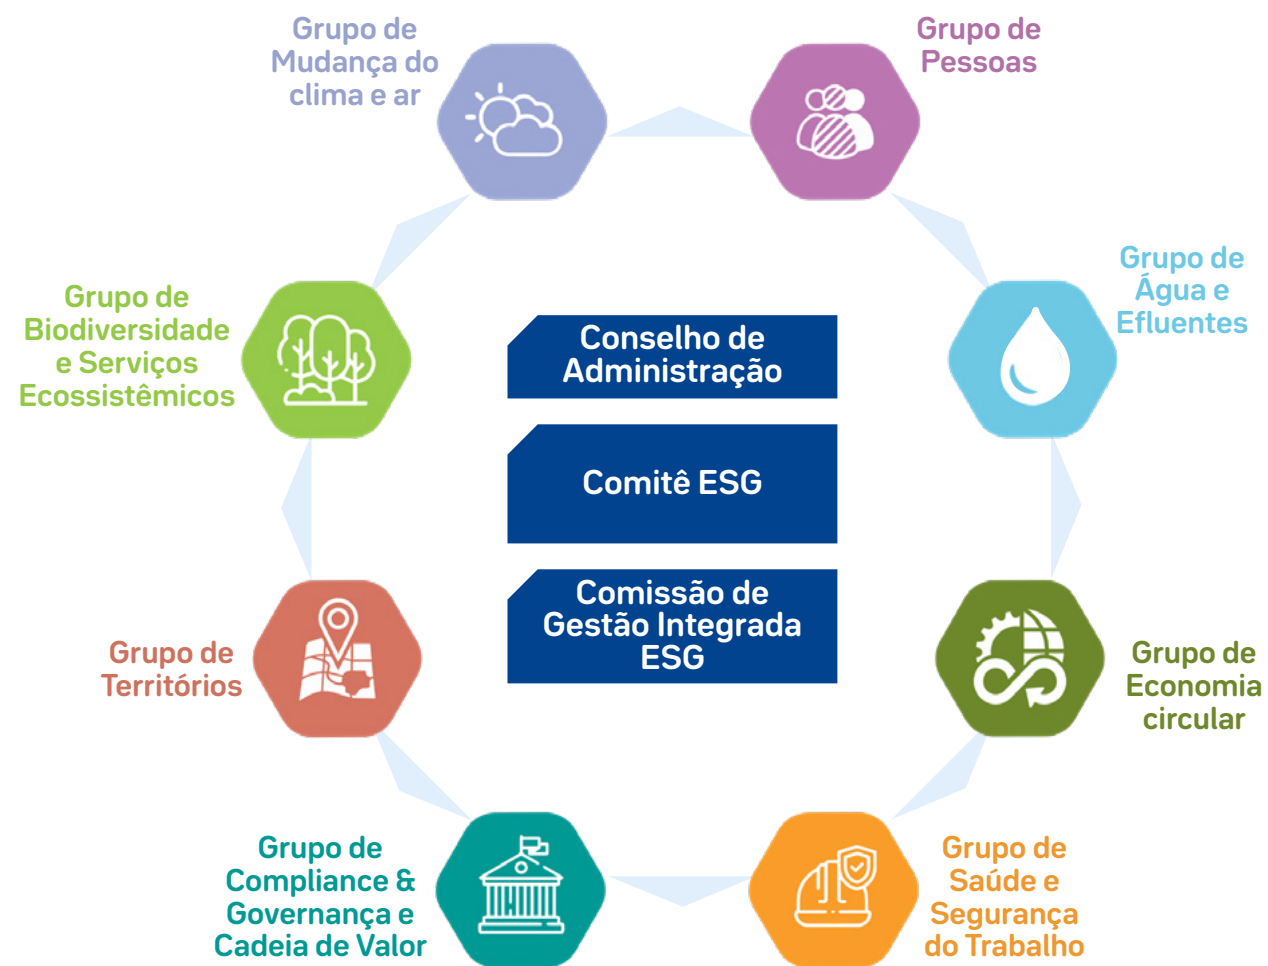 Grupo de
Mudança do
clima e ar
Grupo de
Pessoas
Grupo de
Água e
Efluentes
Grupo de
Biodiversidade
e Serviços
Ecossistêmicos
Conselho de
Administração
Comitê ESG
Comissão de
Gestão Integrada
ESG
Grupo de
Territórios
Grupo de
Economia
circular
Grupo de
Compliance &
Governança e
Cadeia de Valor
Grupo de
Saúde e
Segurança
do Trabalho